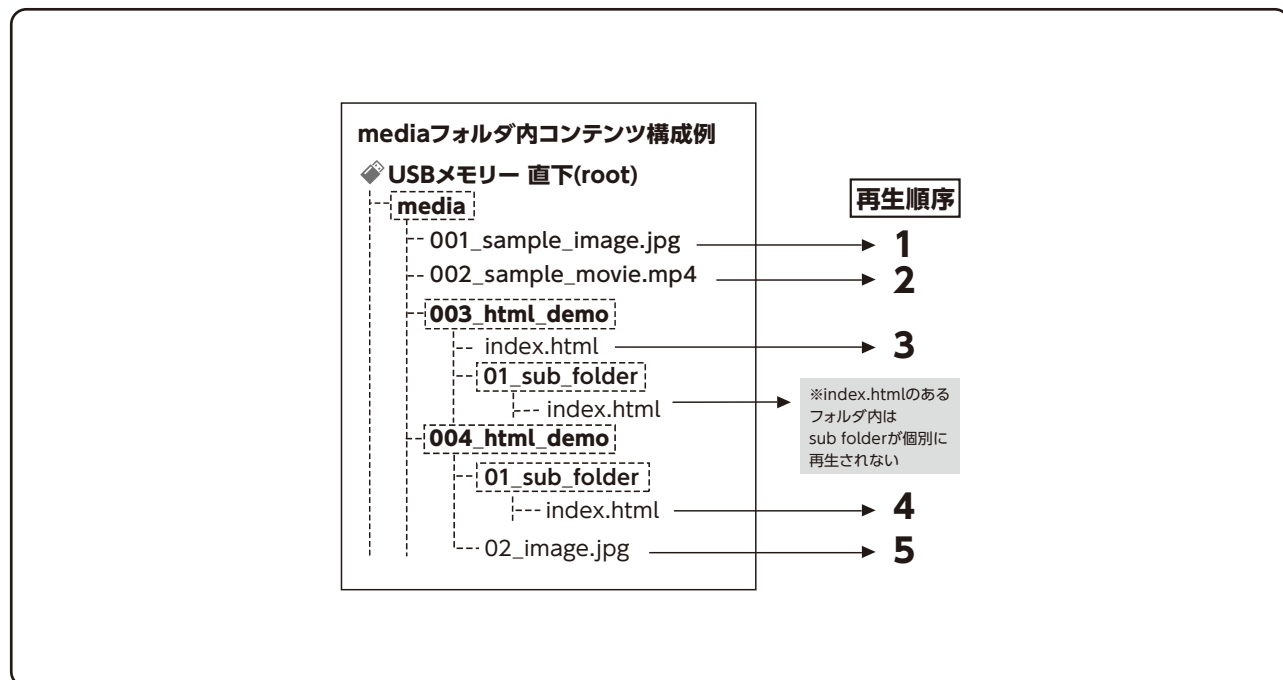 mediaフォルダ内コンテンツ構成例
USBメモリー 直下(root)
再生順序
media
001_sample_image.jpg
1
002_sample_movie.mp4
2
003_html_demo
index.html
3
01_sub_folder
index.html
※index.htmlのある
フォルダ内は
sub folderが個別に
再生されない
004_html_demo
01_sub_folder
index.html
4
02_image.jpg
5